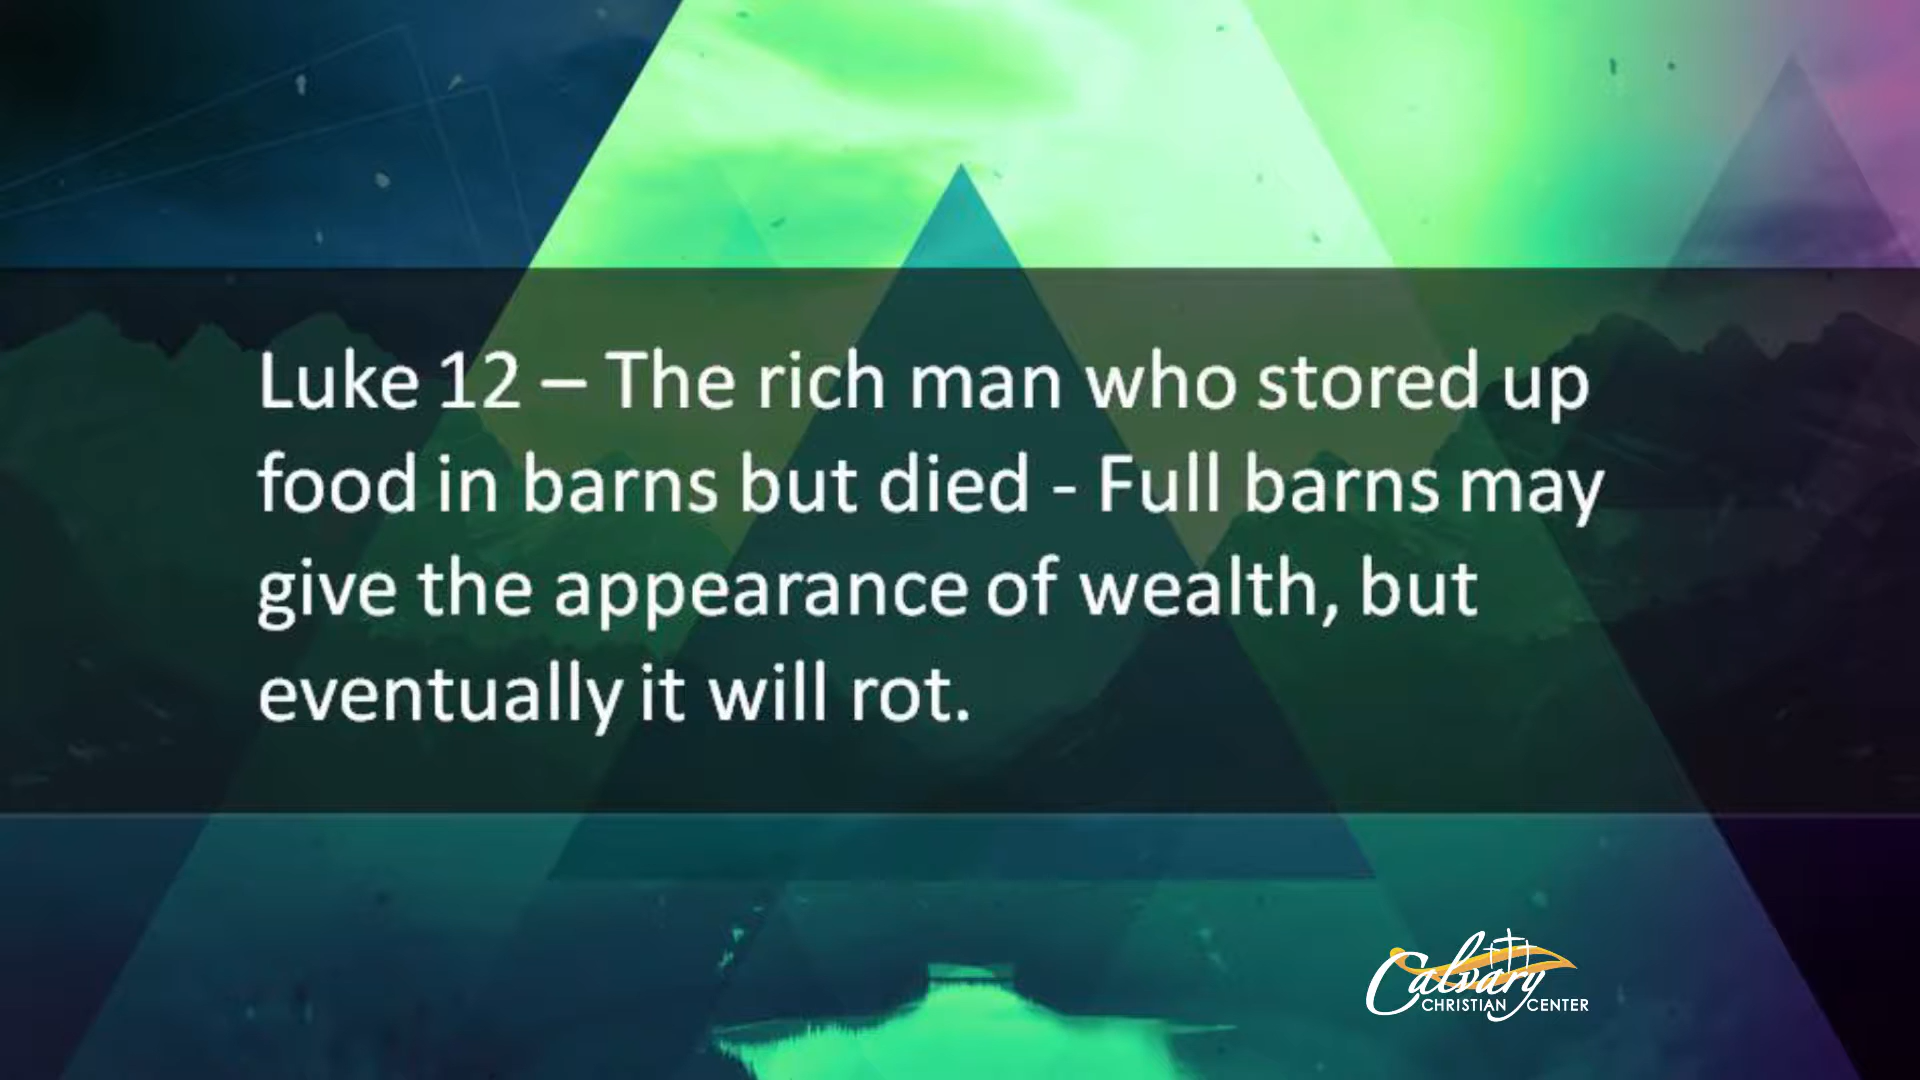 Luke 12 – The rich man who stored up
food in barns but died - Full barns may
give the appearance of wealth, but
eventually it will rot.
Calvary
CHRISTIAN CENTER